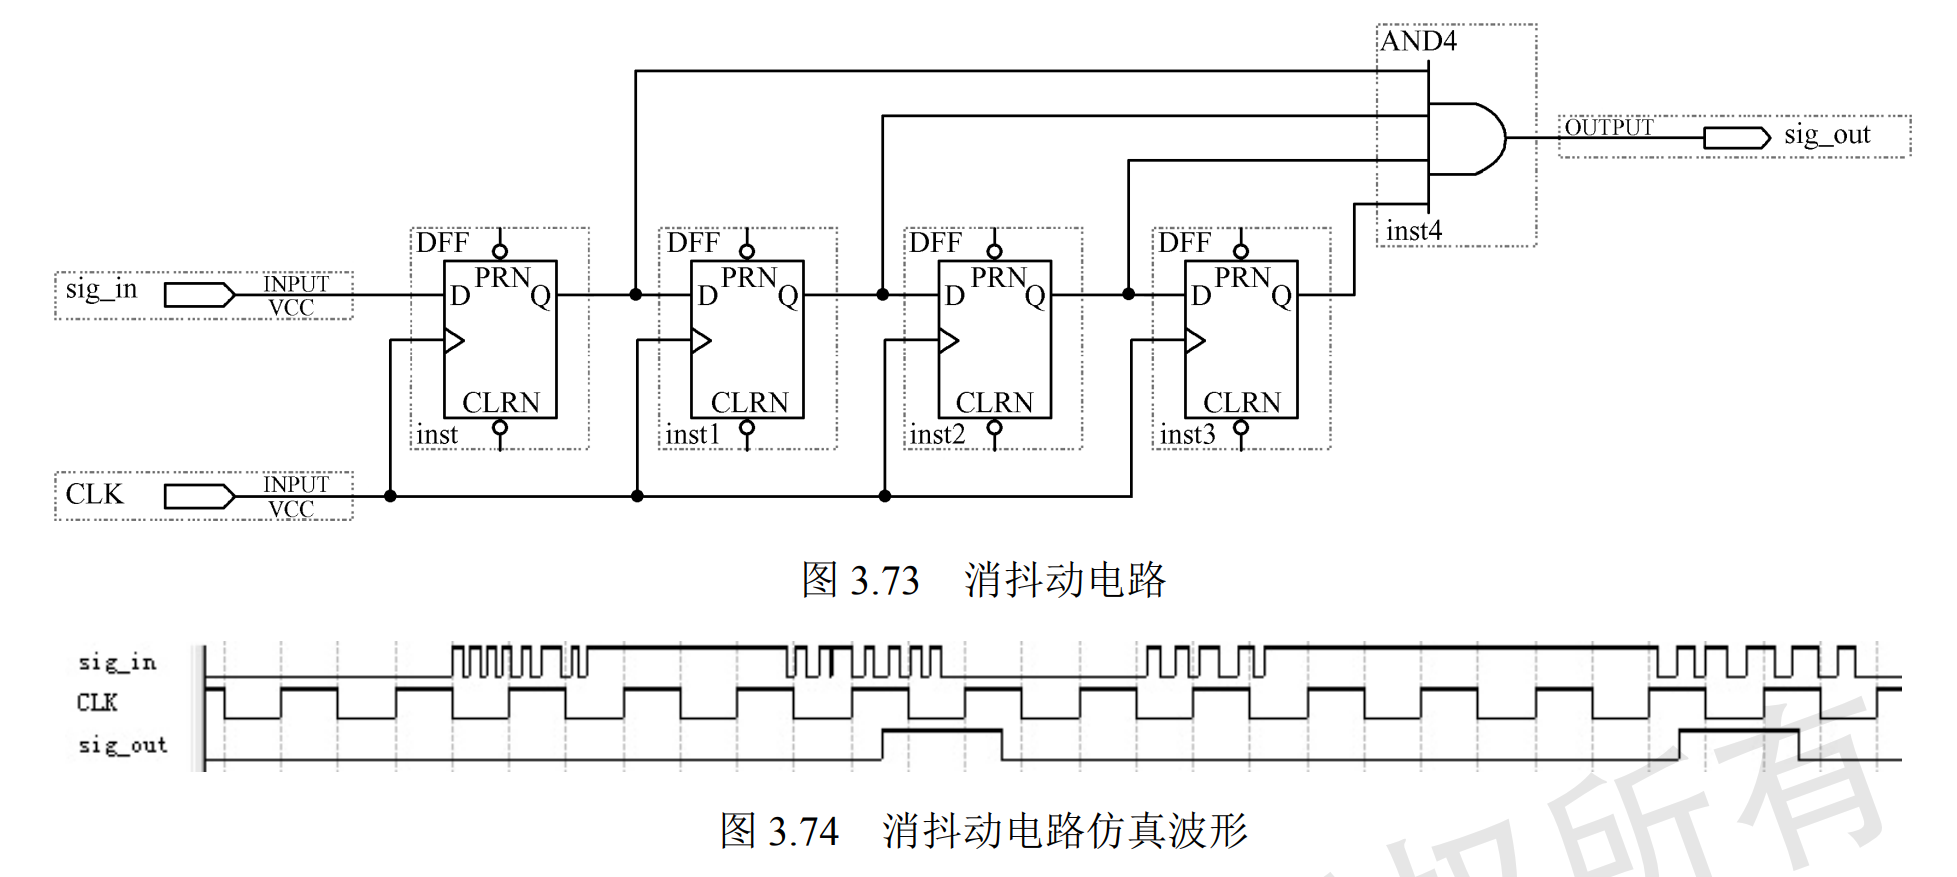 AND4
OUTPUT
sig_out
inst4
DFF
DFF
DFF
DFF
sig_in
INPUT
VCC
D
PRN
Q
D
PRN
Q
D
PRN
Q
D
PRN
Q
CLRN
CLRN
CLRN
CLRN
inst
inst1
inst2
inst3
CLK
INPUT
VCC
图 3.73 消抖动电路
sig_in
CLK
sig_out
图 3.74 消抖动电路仿真波形
所有